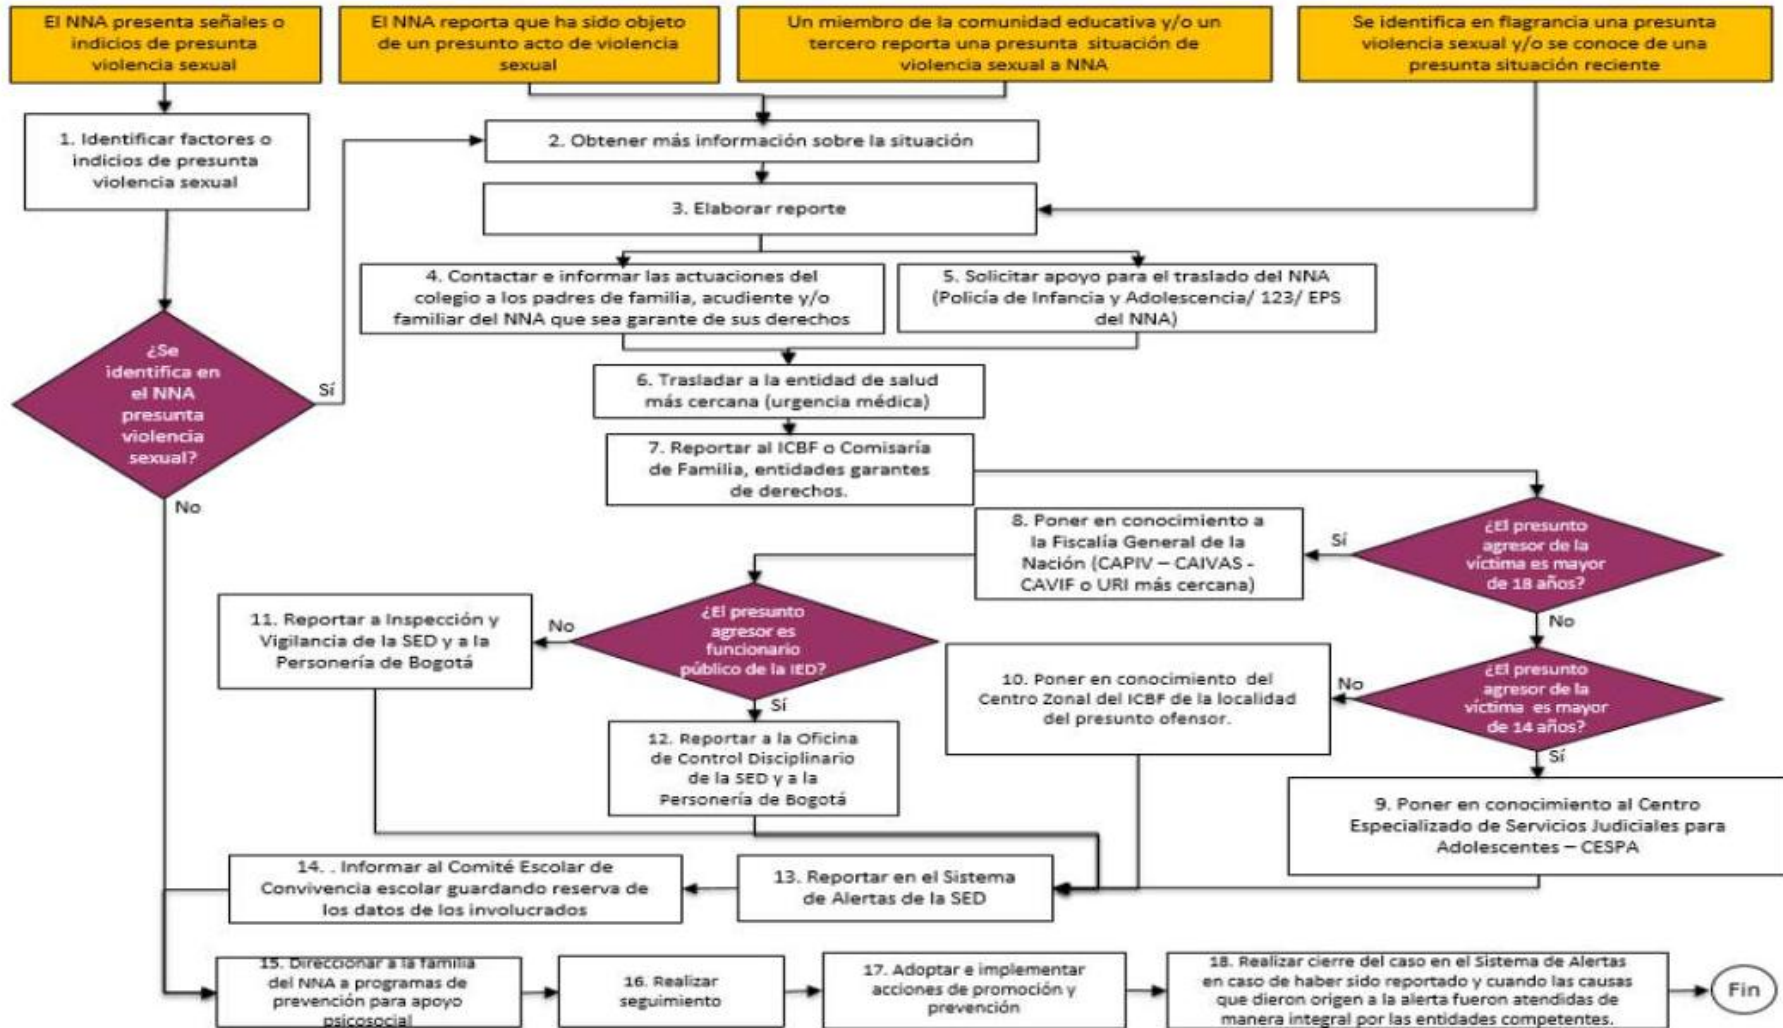 El NNA presenta señales o
indicios de presunta
violencia sexual
El NNA reporta que ha sido objeto
de un presunto acto de violencia
sexual
Un miembro de la comunidad educativa y/o un
tercero reporta una presunta situación de
violencia sexual a NNA
Se identifica en flagrancia una presunta
violencia sexual y/o se conoce de una
presunta situación reciente
1. Identificar factores o
indicios de presunta
violencia sexual
2. Obtener más información sobre la situación
3. Elaborar reporte
4. Contactar e informar las actuaciones del
colegio a los padres de familia, acudiente y/o
familiar del NNA que sea garante de sus derechos
5. Solicitar apoyo para el traslado del NNA
(Policía de Infancia y Adolescencia/ 123/ EPS
del NNA)
¿Se
identifica en
el NNA
presunta
violencia
sexual?
Sí
No
6. Trasladar a la entidad de salud
más cercana (urgencia médica)
7. Reportar al ICBF o Comisaría
de Familia, entidades garantes
de derechos.
¿El presunto
agresor de la
víctima es mayor
de 18 años?
Sí
No
8. Poner en conocimiento a
la Fiscalía General de la
Nación (CAPIV – CAIVAS -
CAVIF o URI más cercana)
¿El presunto
agresor es
funcionario
público de la IED?
No
Sí
11. Reportar a Inspección y
Vigilancia de la SED y a la
Personería de Bogotá
¿El presunto
agresor de la
víctima es mayor
de 14 años?
No
Sí
10. Poner en conocimiento del
Centro Zonal del ICBF de la localidad
del presunto ofensor.
12. Reportar a la Oficina
de Control Disciplinario
de la SED y a la
Personería de Bogotá
9. Poner en conocimiento al Centro
Especializado de Servicios Judiciales para
Adolescentes – CESPA
14. . Informar al Comité Escolar de
Convivencia escolar guardando reserva de
los datos de los involucrados
13. Reportar en el Sistema
de Alertas de la SED
15. Direccionar a la familia
del NNA a programas de
prevención para apoyo
psicosocial
16. Realizar
seguimiento
17. Adoptar e implementar
acciones de promoción y
prevención
18. Realizar cierre del caso en el Sistema de Alertas
en caso de haber sido reportado y cuando las causas
que dieron origen a la alerta fueron atendidas de
manera integral por las entidades competentes.
Fin